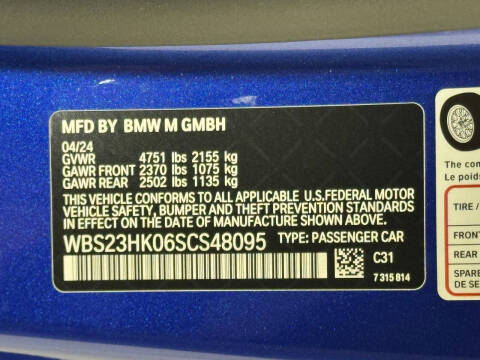 MFD BY BMW M GMBH
04/24
GVWR 4751 lbs 2155 kg
GAWR FRONT 2370 lbs 1075 kg
GAWR REAR 2502 lbs 1135 kg
THIS VEHICLE CONFORMS TO ALL APPLICABLE U.S.FEDERAL MOTOR
VEHICLE SAFETY, BUMPER AND THEFT PREVENTION STANDARDS
IN EFFECT ON THE DATE OF MANUFACTURE SHOWN ABOVE.
WBS23HK06SCS48095 TYPE: PASSENGER CAR
C31
7 315 814
The com
Le poids
TIRE /
FRONT
REAR
SPARE
DE SE